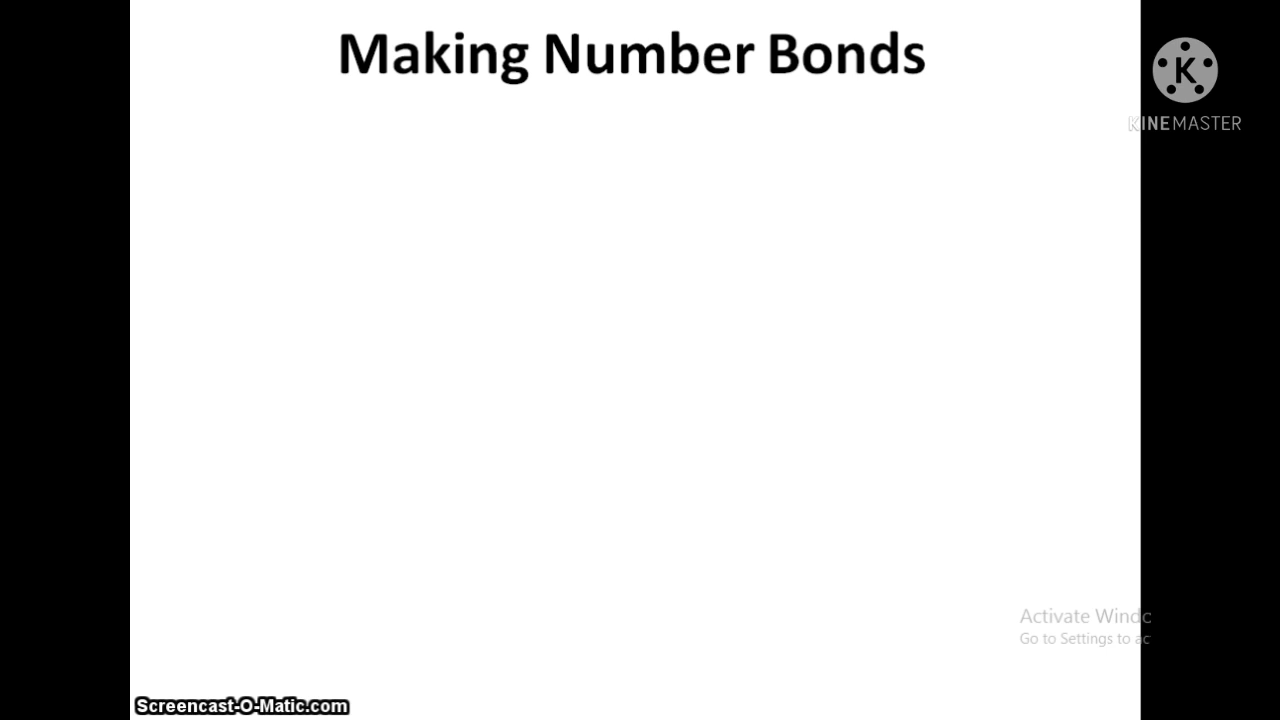 Making Number Bonds
K
KINEMASTER
Activate Windc
Go to Settings to ac
Screencast-O-Matic.com